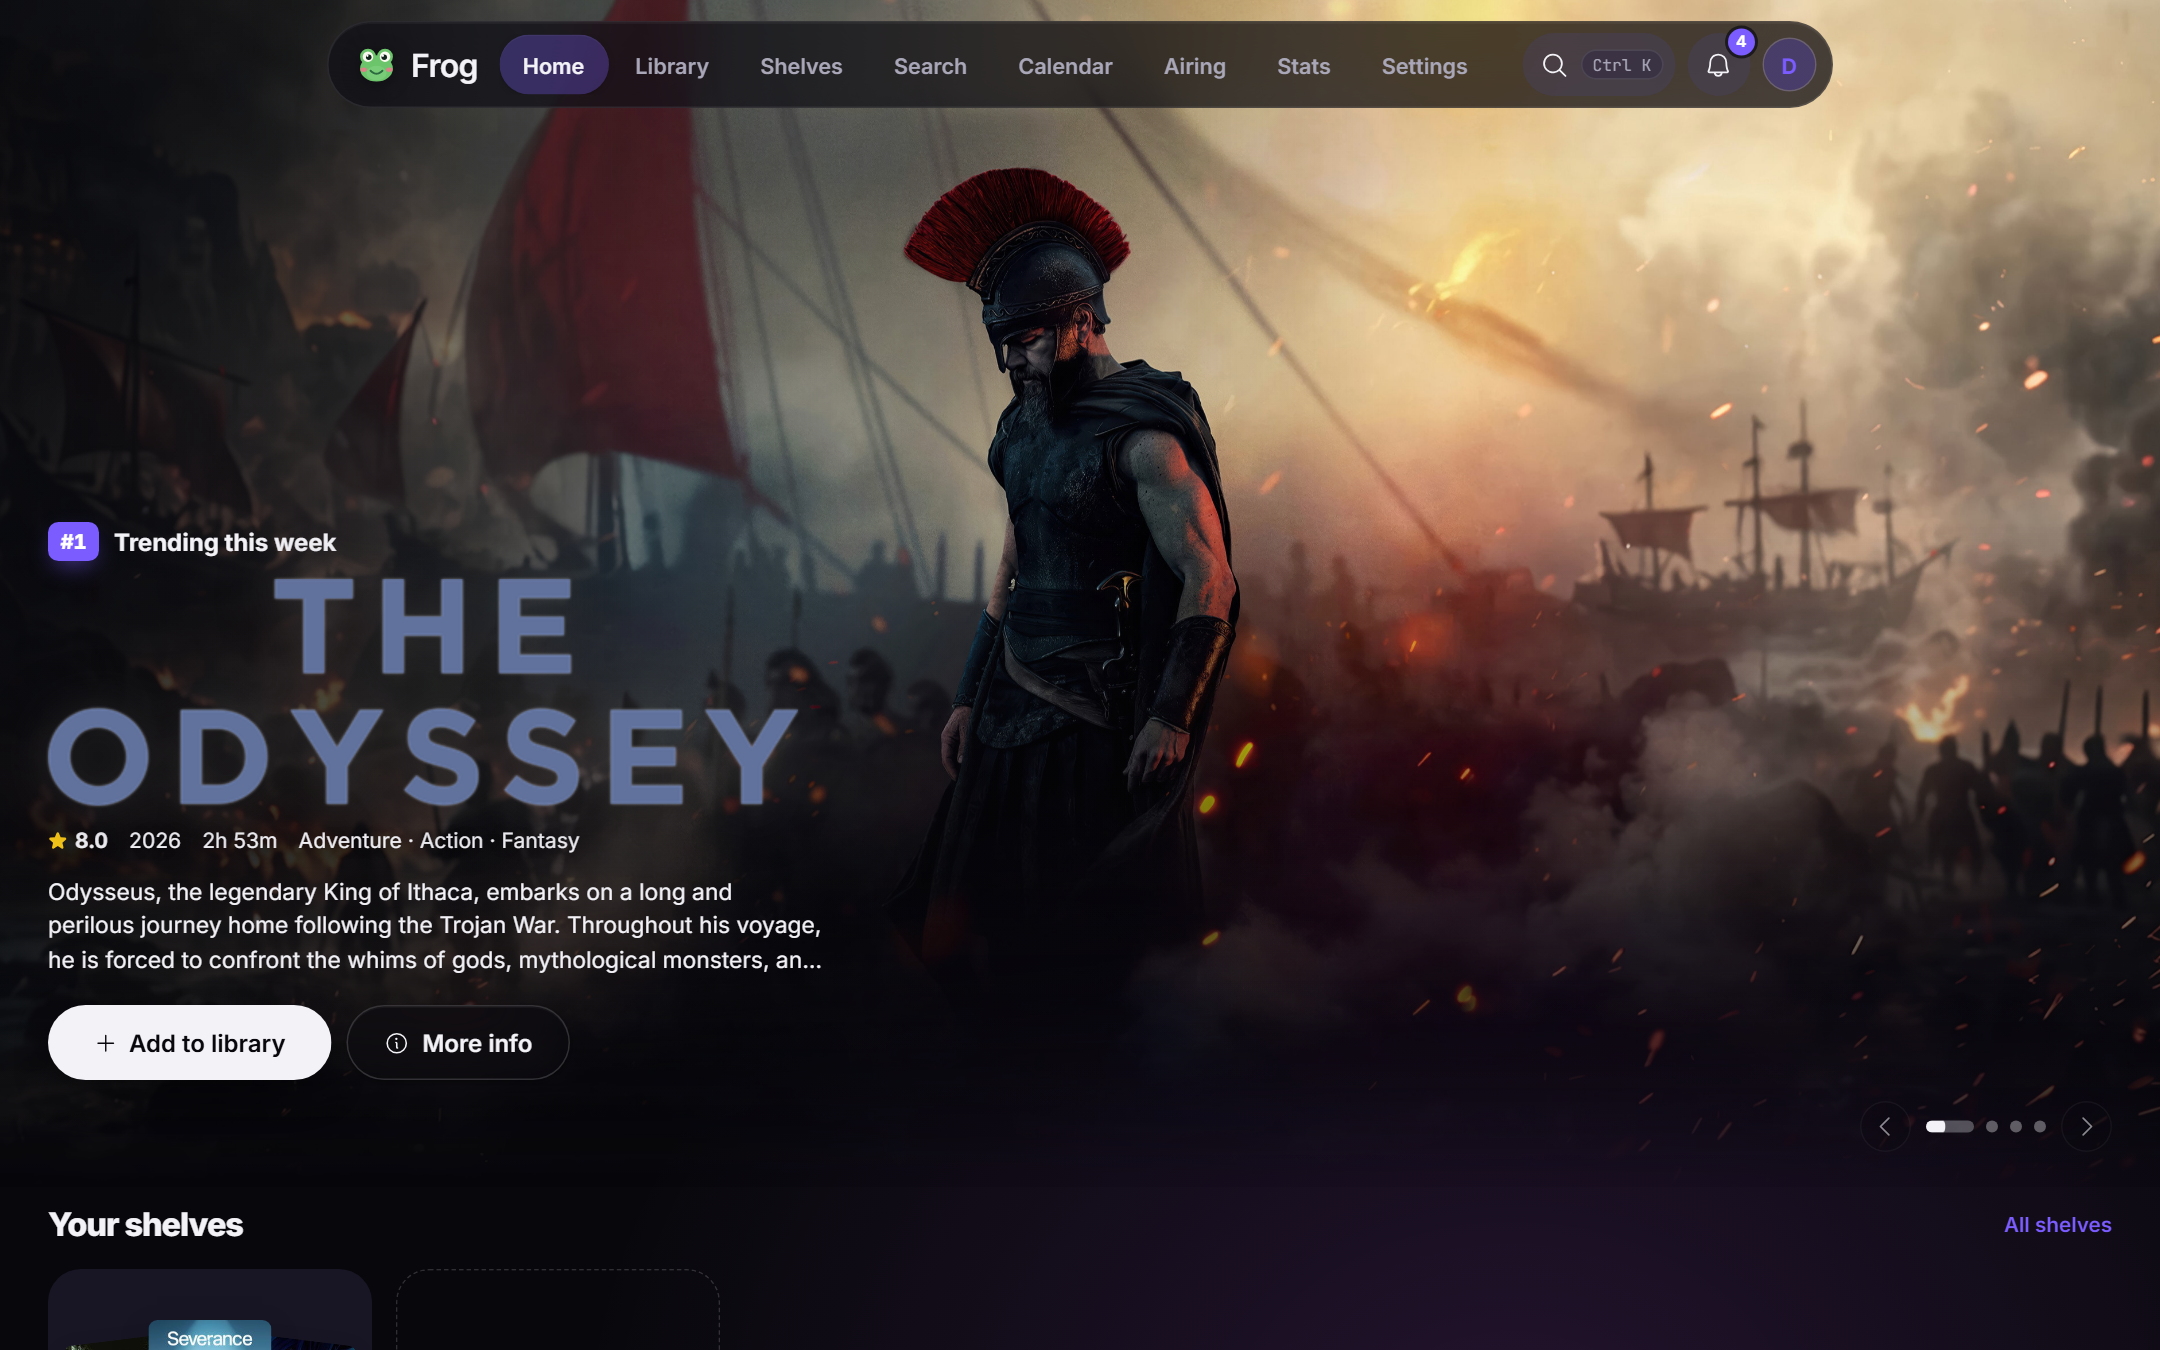 Frog
Home
Library
Shelves
Search
Calendar
Airing
Stats
Settings
Ctrl K
4
D
#1 Trending this week
THE
ODYSSEY
8.0 2026 2h 53m Adventure · Action · Fantasy
Odysseus, the legendary King of Ithaca, embarks on a long and
perilous journey home following the Trojan War. Throughout his voyage,
he is forced to confront the whims of gods, mythological monsters, an...
Add to library
More info
Your shelves
All shelves
Severance